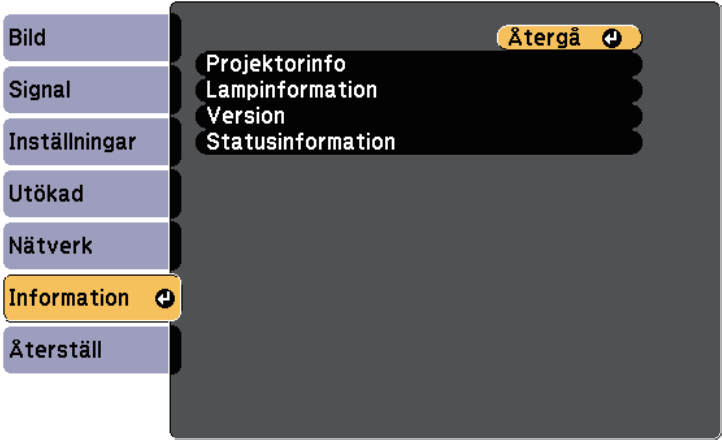 Bild
Signal
Inställningar
Utökad
Nätverk
Information
Återställ
Återgå
Projektorinfo
Lampinformation
Version
Statusinformation